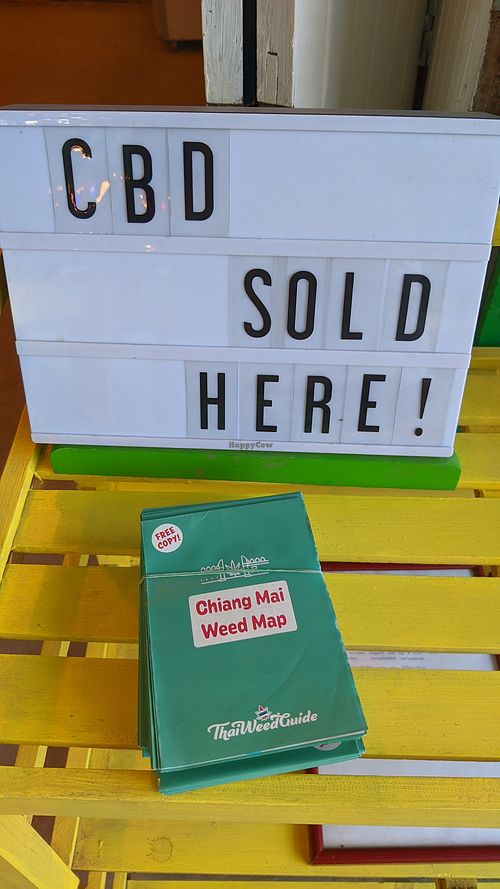 CBD
SOLD
HERE!
HappyCow
FREE
COPY!
Chiang Mai
Weed Map
ThaiWeedGuide